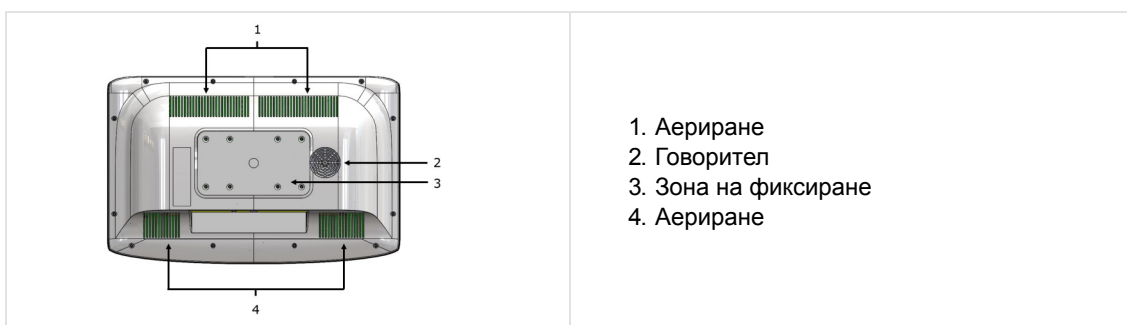 1
2
3
4
1. Аериране
2. Говорител
3. Зона на фиксиране
4. Аериране